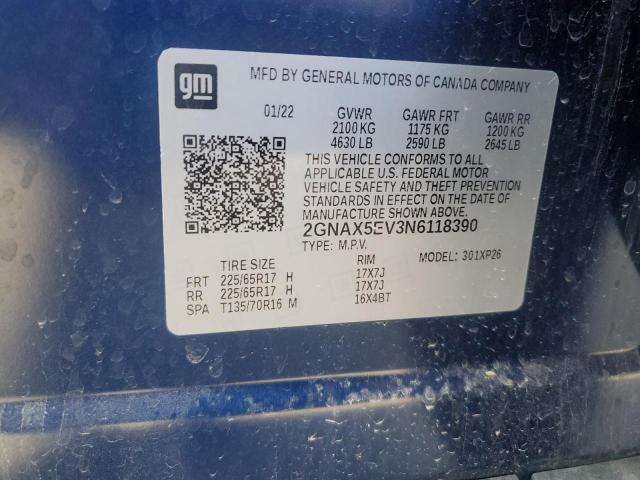 gm
MFD BY GENERAL MOTORS OF CANADA COMPANY
01/22 GVWR GAWR FRT GAWR RR
2100 KG 1175 KG 1200 KG
4630 LB 2590 LB 2645 LB
THIS VEHICLE CONFORMS TO ALL
APPLICABLE U.S. FEDERAL MOTOR
VEHICLE SAFETY AND THEFT PREVENTION
STANDARDS IN EFFECT ON THE DATE OF
MANUFACTURE SHOWN ABOVE.
2GNAX5EV3N6118390
TYPE: M.P.V. MODEL: 301XP26
TIRE SIZE RIM
FRT 225/65R17 H 17X7J
RR 225/65R17 H 17X7J
SPA T135/70R16 M 16X4BT